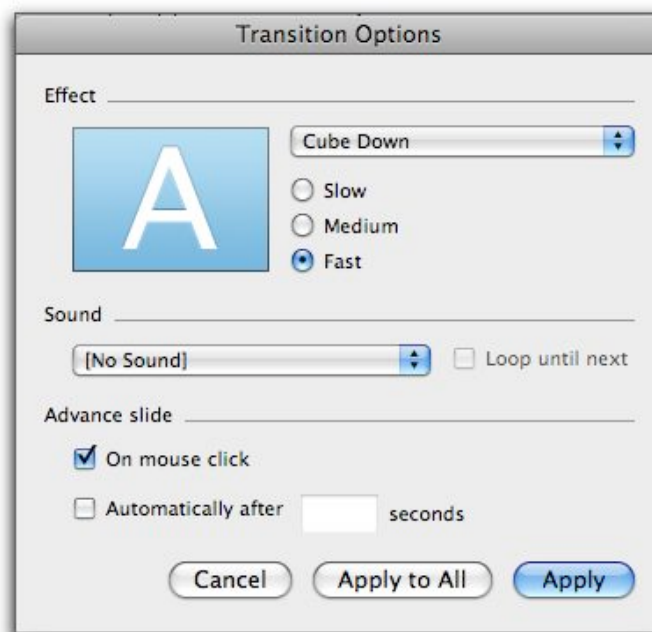 Transition Options
Effect
A
Cube Down
Slow
Medium
Fast
Sound
[No Sound]
Loop until next
Advance slide
On mouse click
Automatically after seconds
Cancel Apply to All Apply